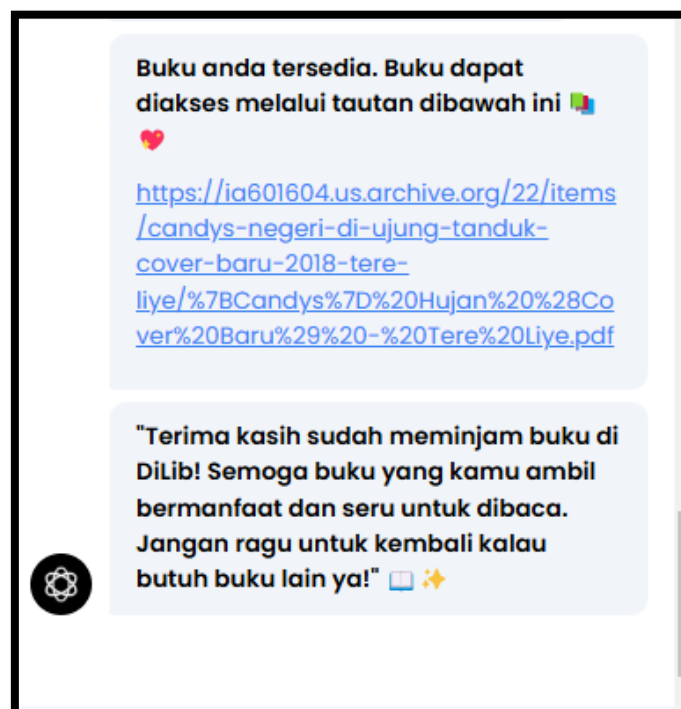 Buku anda tersedia. Buku dapat
diakses melalui tautan dibawah ini 📚
💖
https://ia601604.us.archive.org/22/items
/candys-negeri-di-ujung-tanduk-
cover-baru-2018-tere-
liye/%7BCandys%7D%20Hujan%20%28Co
ver%20Baru%29%20-%20Tere%20Liye.pdf
"Terima kasih sudah meminjam buku di
DiLib! Semoga buku yang kamu ambil
bermanfaat dan seru untuk dibaca.
Jangan ragu untuk kembali kalau
butuh buku lain ya!" 📖 ✨